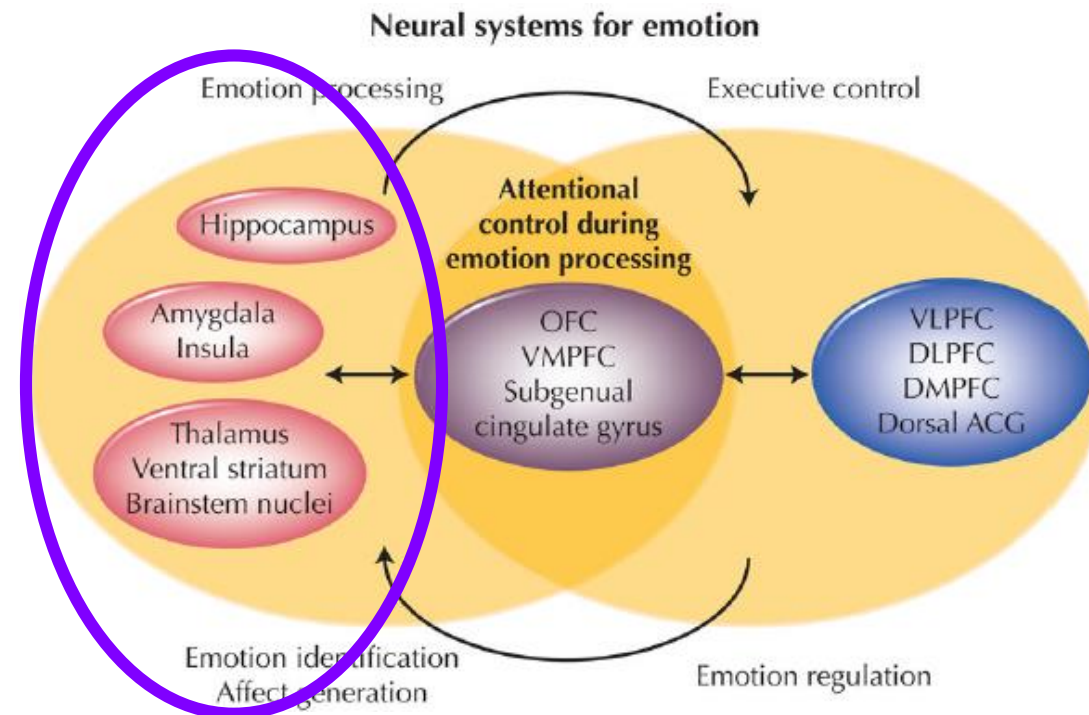 Neural systems for emotion
Emotion processing
Executive control
Attentional
control during
emotion processing
Hippocampus
Amygdala
Insula
Thalamus
Ventral striatum
Brainstem nuclei
OFC
VMPFC
Subgenual
cingulate gyrus
VLPFC
DLPFC
DMPFC
Dorsal ACG
Emotion identification
Affect generation
Emotion regulation